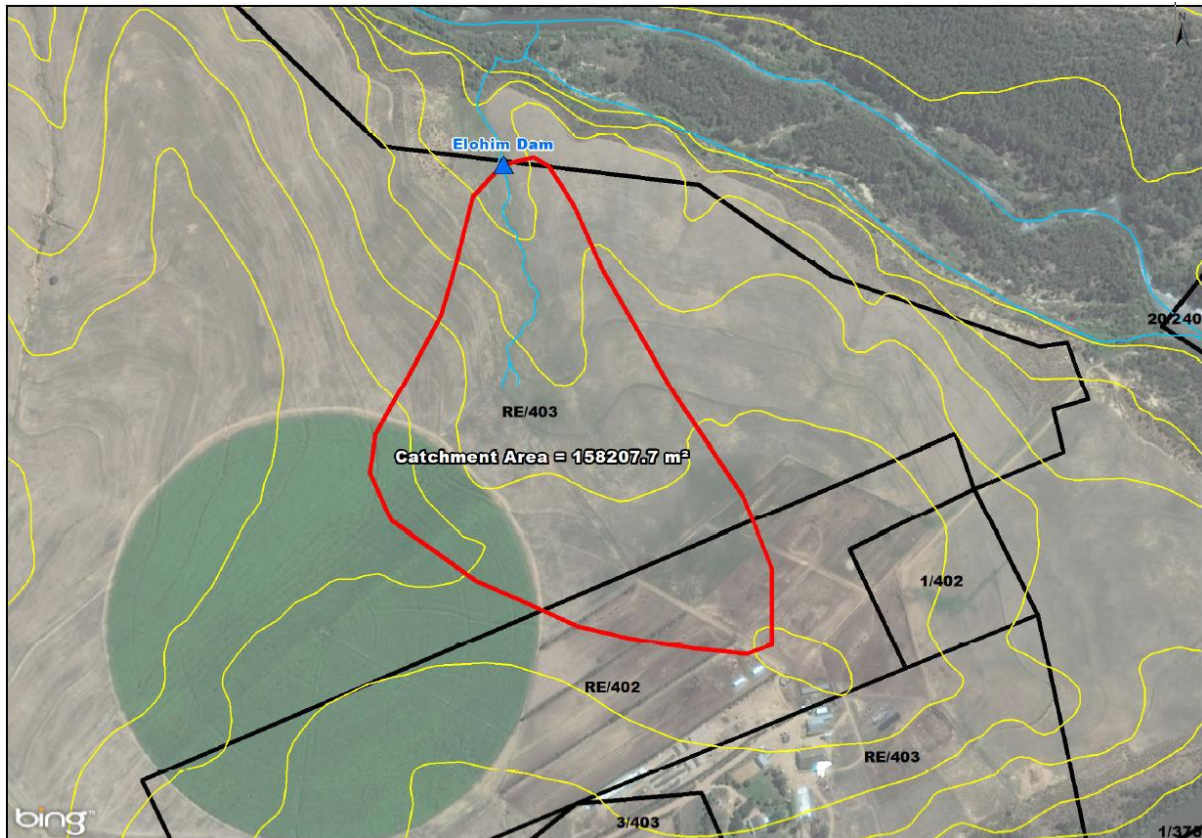 N
Elohim Dam
20/240
RE/403
Catchment Area = 158207.7 m²
1/402
RE/402
RE/403
3/403
bing™